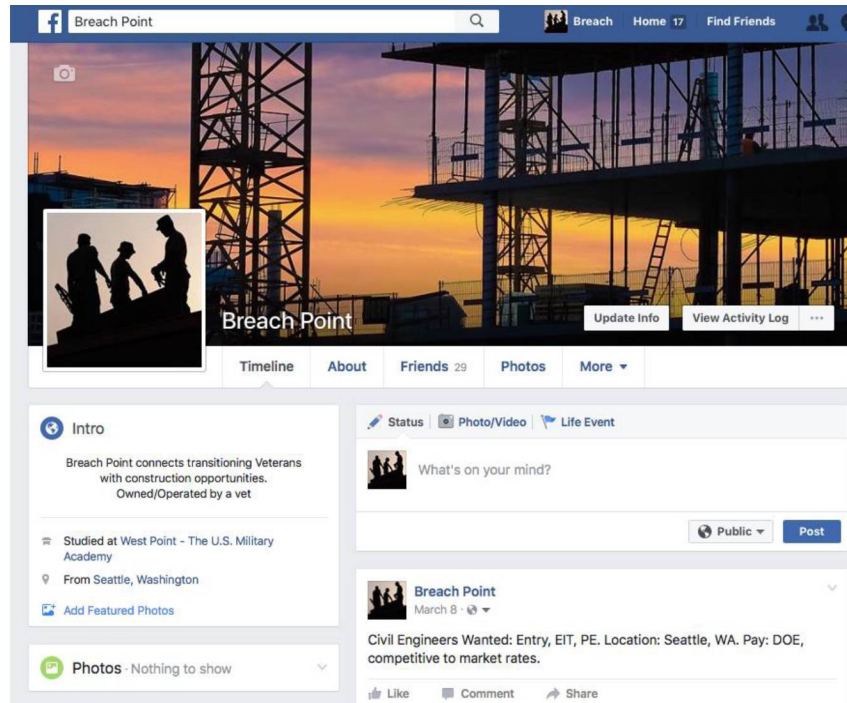 Breach Point
Breach Home 17 Find Friends
Breach Point
Update Info View Activity Log ...
Timeline About Friends 29 Photos More
Intro
Breach Point connects transitioning Veterans
with construction opportunities.
Owned/Operated by a vet
Studied at West Point - The U.S. Military
Academy
From Seattle, Washington
Add Featured Photos
Photos · Nothing to show
Status Photo/Video Life Event
What's on your mind?
Public Post
Breach Point
March 8 ·
Civil Engineers Wanted: Entry, EIT, PE. Location: Seattle, WA. Pay: DOE,
competitive to market rates.
Like Comment Share